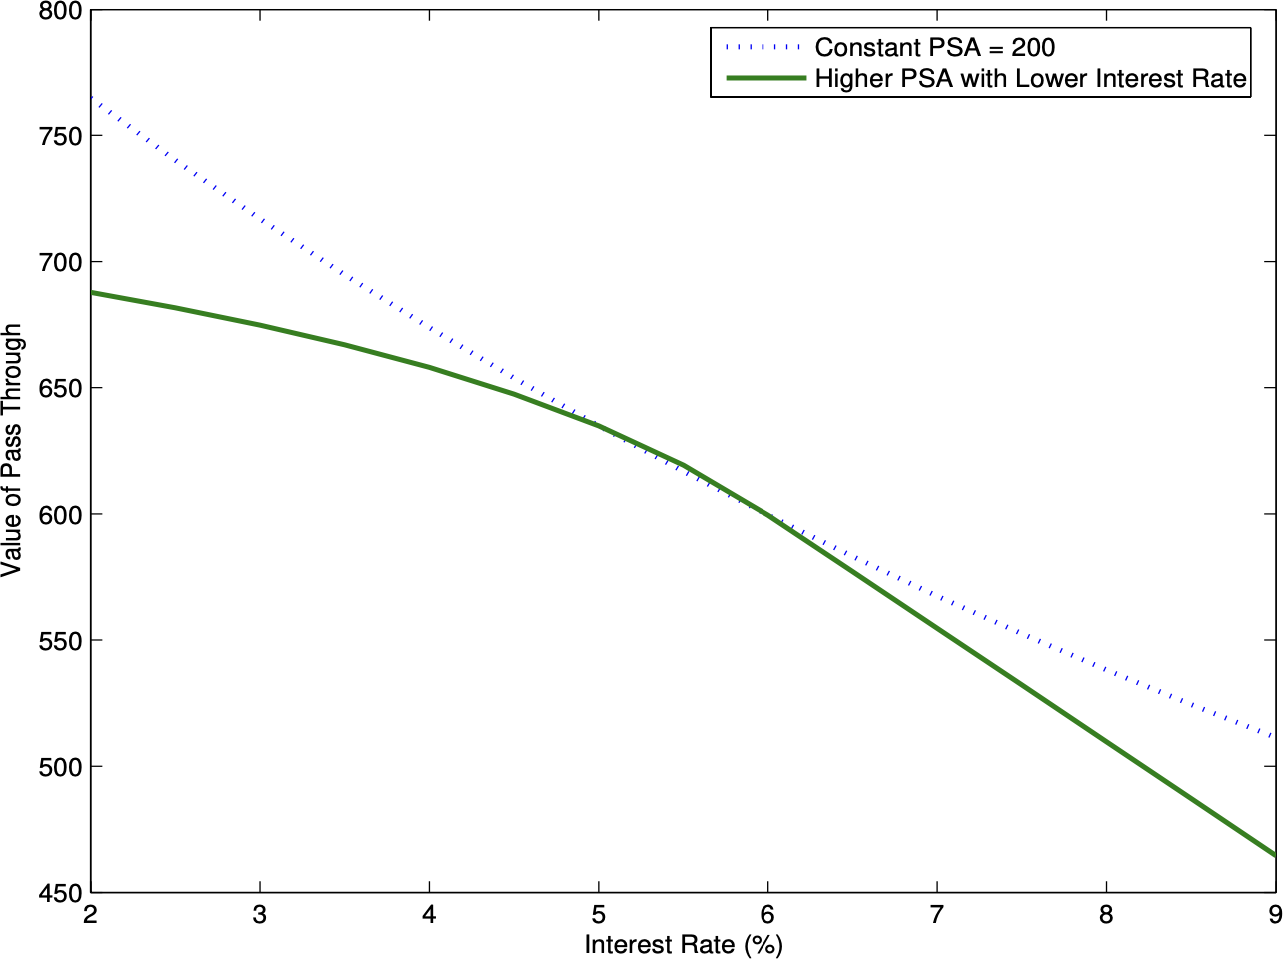 800
750
700
650
600
550
500
450
Value of Pass Through
Constant PSA = 200
Higher PSA with Lower Interest Rate
2 3 4 5 6 7 8 9
Interest Rate (%)